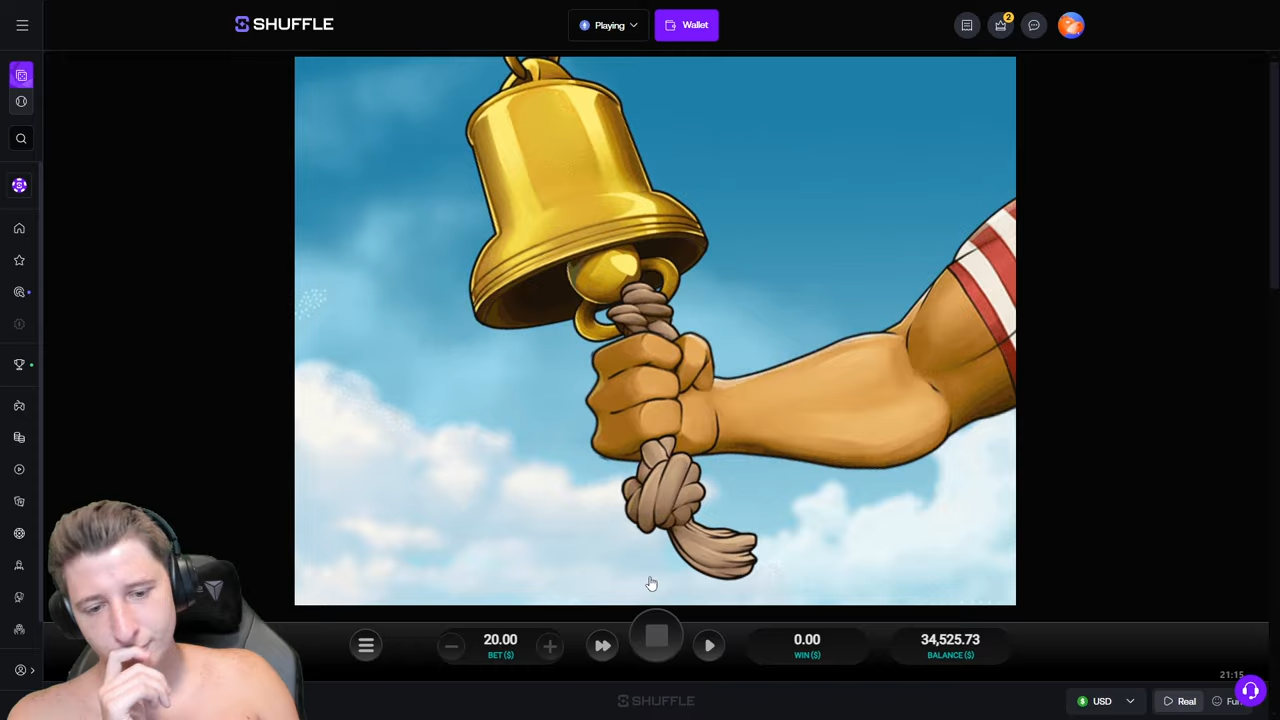 SHUFFLE
Playing
Wallet
2
20.00
BET($)
0.00
WIN($)
34,525.73
BALANCE($)
21:15
SHUFFLE
USD
Real